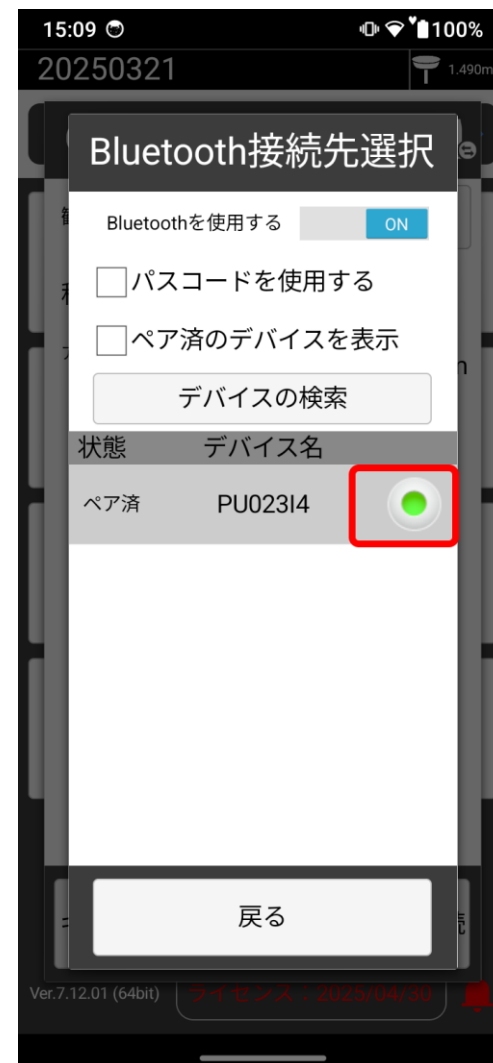 15:09
100%
20250321
1.490m
Bluetooth接続先選択
Bluetoothを使用する
ON
パスコードを使用する
ペア済のデバイスを表示
デバイスの検索
状態 デバイス名
ペア済 PU023I4
戻る
Ver.7.12.01 (64bit)
ライセンス：2025/04/30